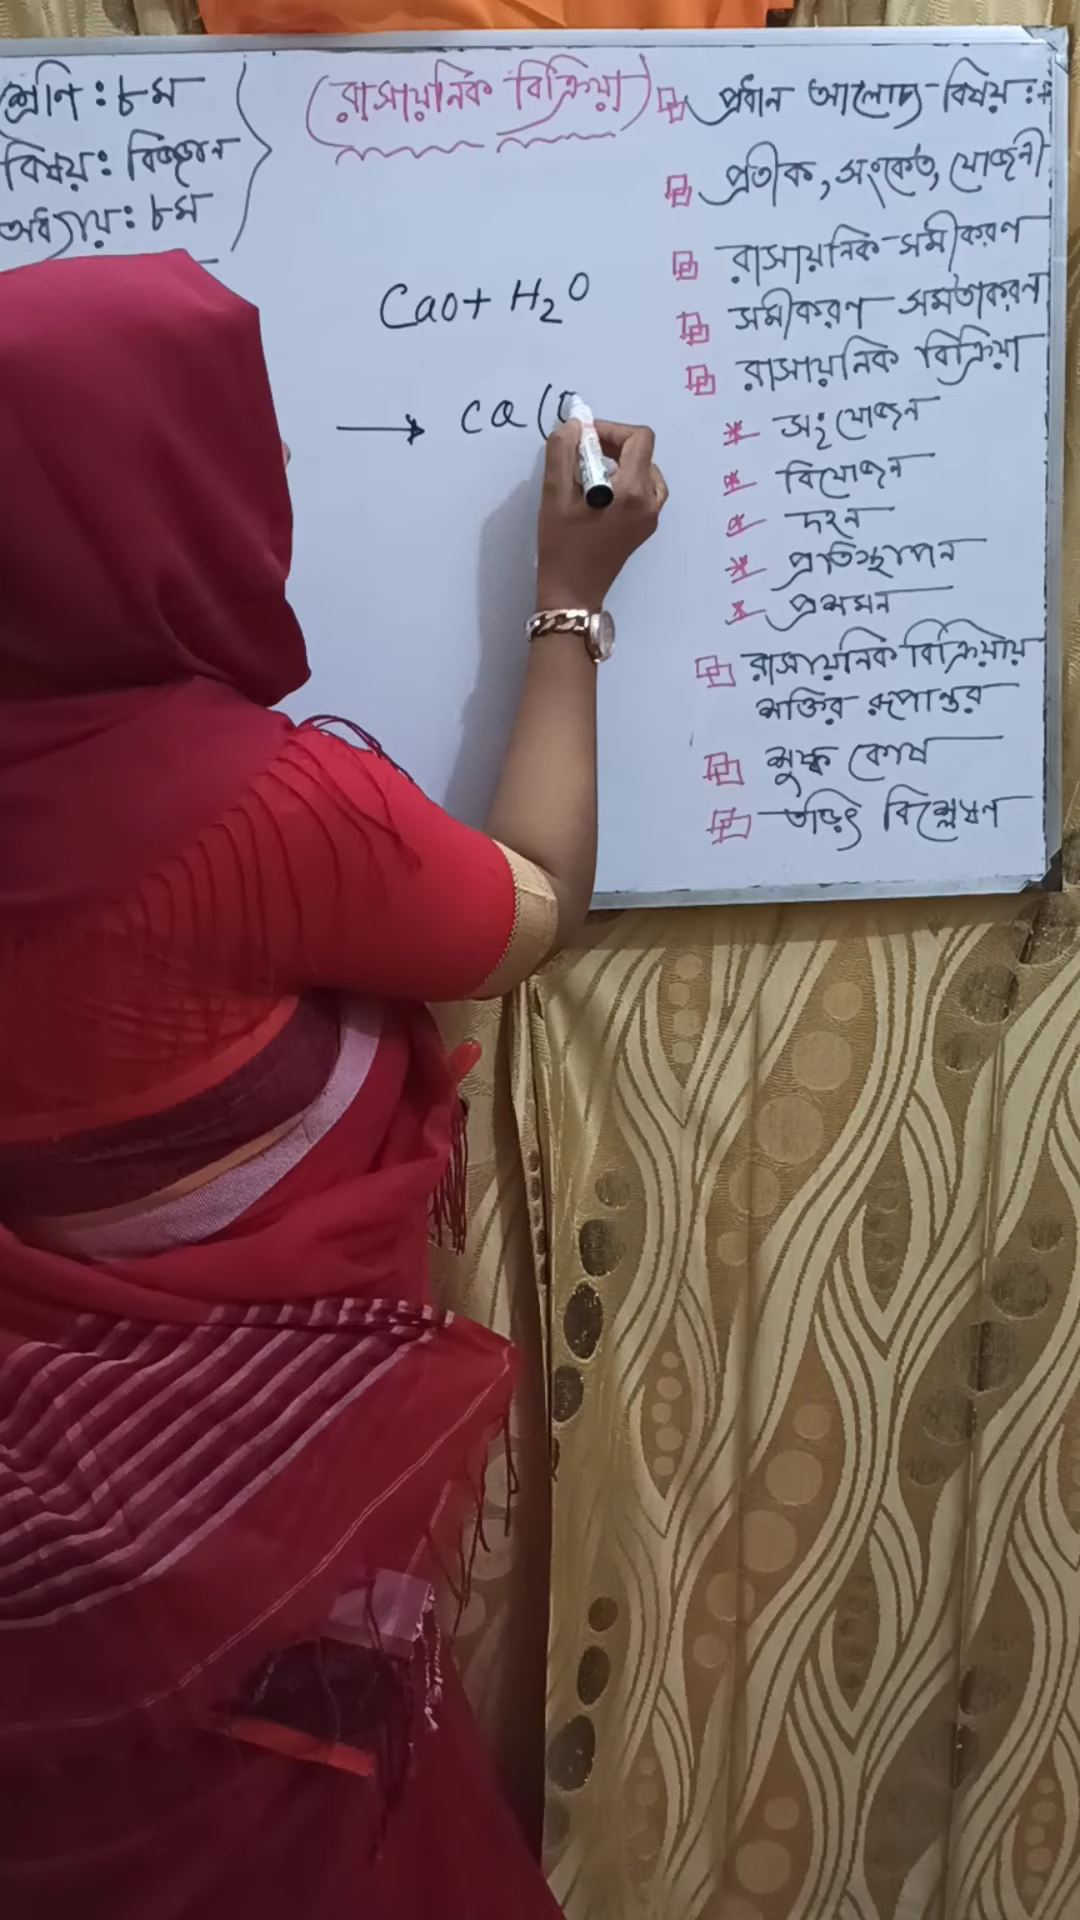 শ্রেণি : ৮ম
বিষয় : বিজ্ঞান
অধ্যায় : ৮ম
(রাসায়নিক বিক্রিয়া)
CaO + H₂O
→ Ca(
প্রধান আলোচ্য-বিষয় :
প্রতীক, সংকেত, যোজনী
রাসায়নিক-সমীকরণ
সমীকরণ সমতাকরণ
রাসায়নিক বিক্রিয়া
* সংযোজন
* বিযোজন
* দহন
* প্রতিস্থাপন
* প্রশমন
রাসায়নিক বিক্রিয়ায়
শক্তির রূপান্তর
শুষ্ক কোষ
তড়িৎ বিশ্লেষণ